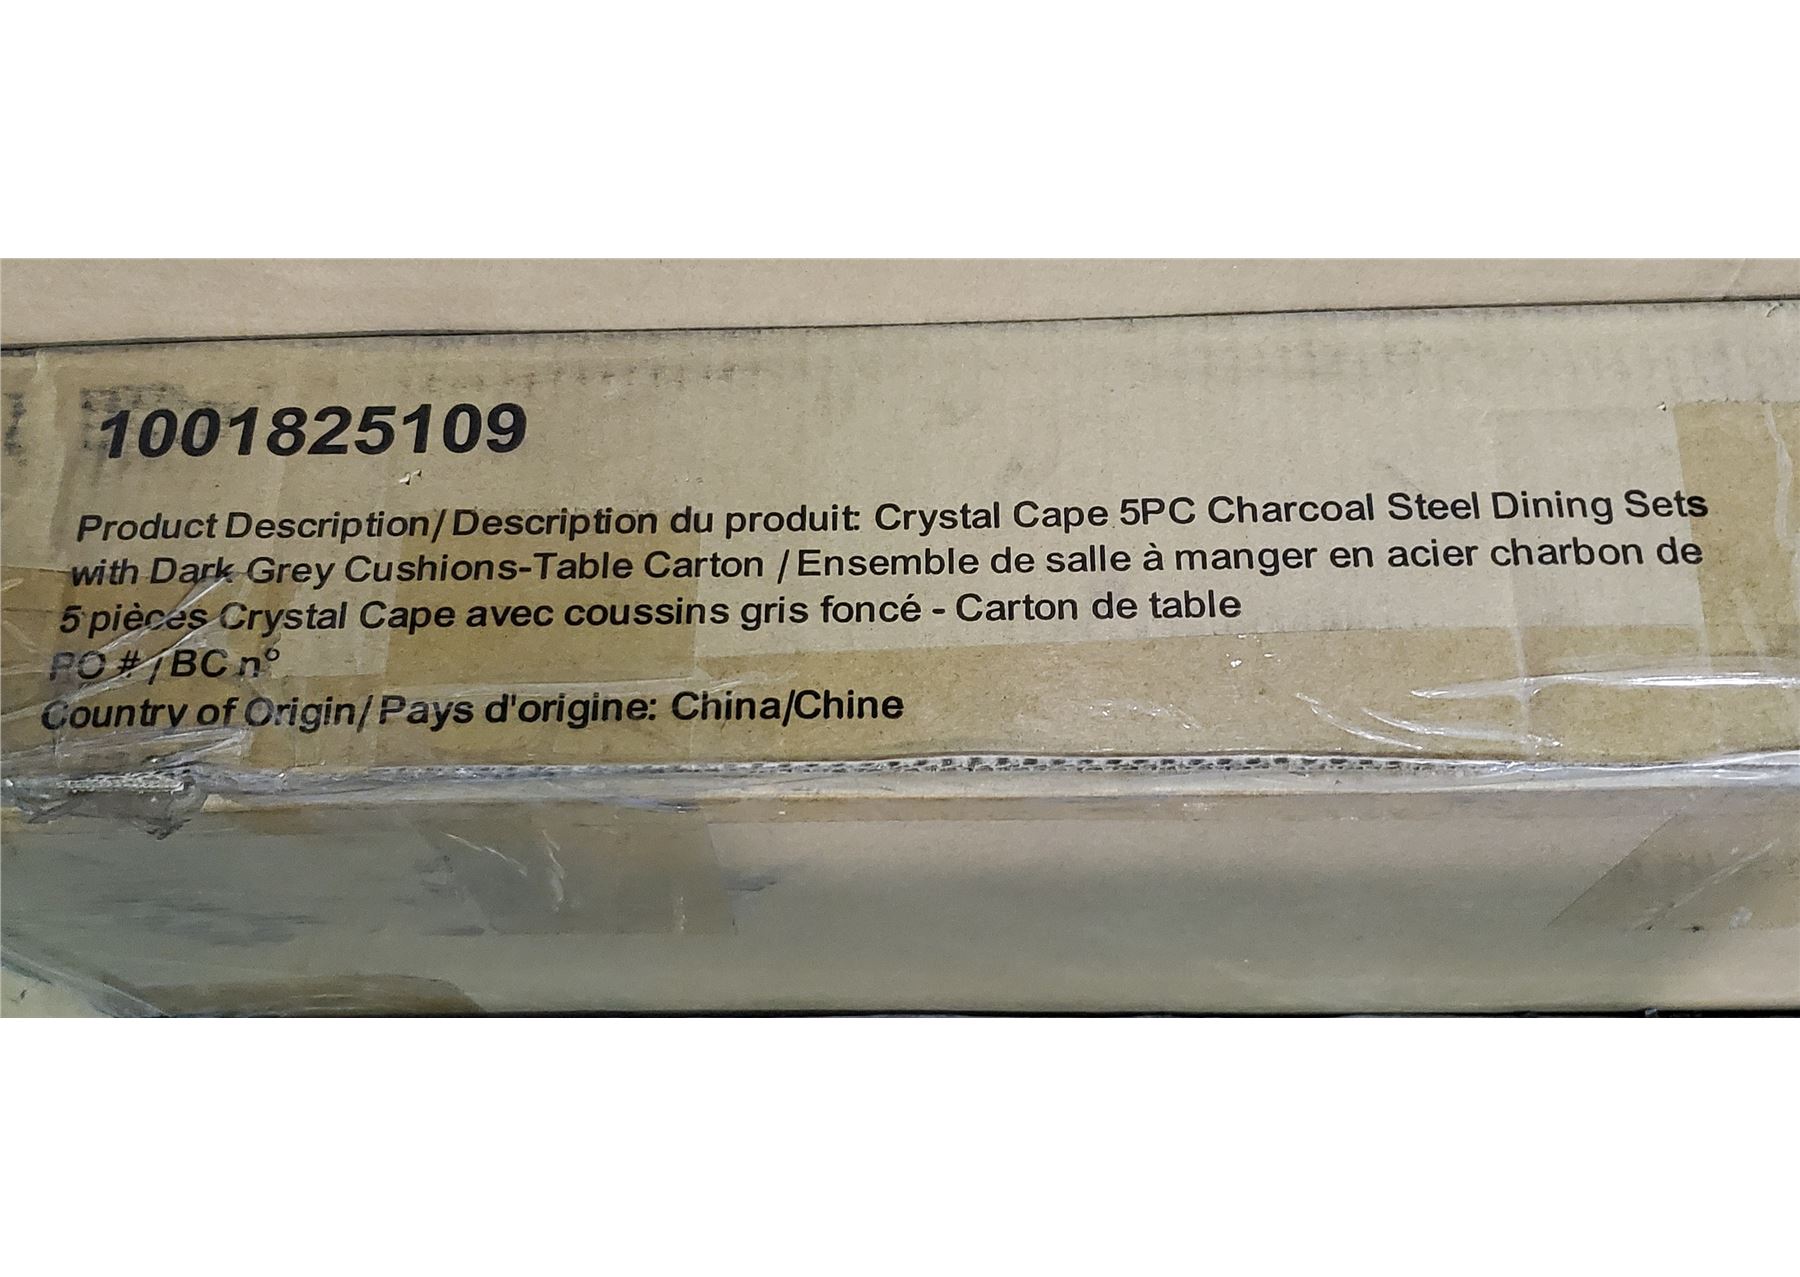 1001825109
Product Description/Description du produit: Crystal Cape 5PC Charcoal Steel Dining Sets
with Dark Grey Cushions-Table Carton / Ensemble de salle à manger en acier charbon de
5 pièces Crystal Cape avec coussins gris foncé - Carton de table
PO # / BC nº
Country of Origin/Pays d'origine: China/Chine